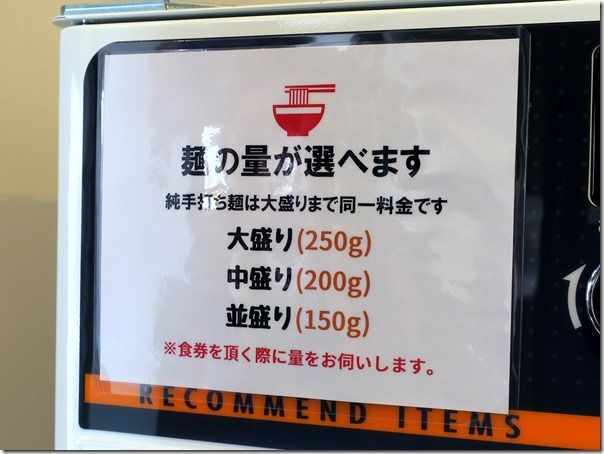 麺の量が選べます
純手打ち麺は大盛りまで同一料金です
大盛り(250g)
中盛り(200g)
並盛り(150g)
※食券を頂く際に量をお伺いします。
RECOMMEND ITEMS